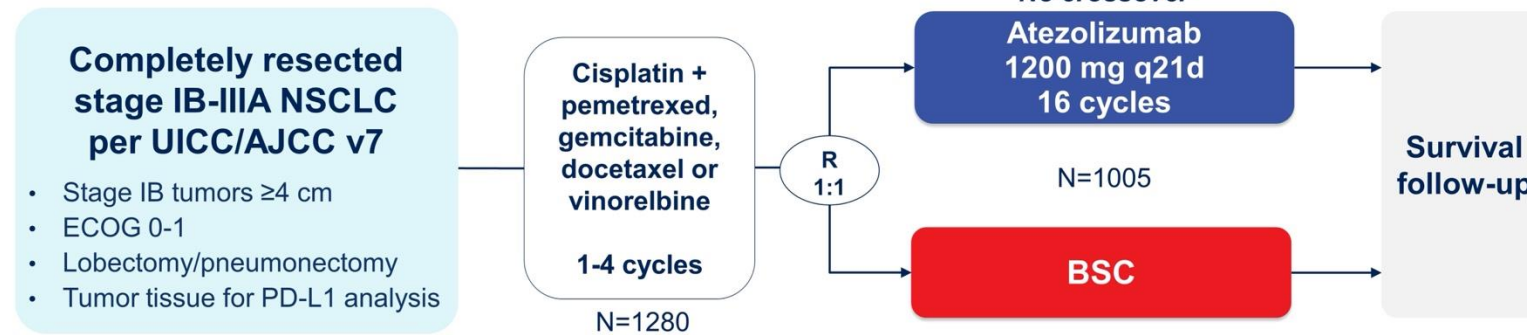 Completely resected
stage IB-IIIA NSCLC
per UICC/AJCC v7
• Stage IB tumors ≥4 cm
• ECOG 0-1
• Lobectomy/pneumonectomy
• Tumor tissue for PD-L1 analysis
Cisplatin +
pemetrexed,
gemcitabine,
docetaxel or
vinorelbine
1-4 cycles
N=1280
R
1:1
Atezolizumab
1200 mg q21d
16 cycles
N=1005
BSC
Survival
follow-up